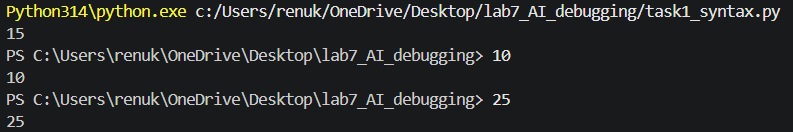 Python314\python.exe c:/Users/renuk/OneDrive/Desktop/lab7_AI_debugging/task1_syntax.py
15
PS C:\Users\renuk\OneDrive\Desktop\lab7_AI_debugging> 10
10
PS C:\Users\renuk\OneDrive\Desktop\lab7_AI_debugging> 25
25